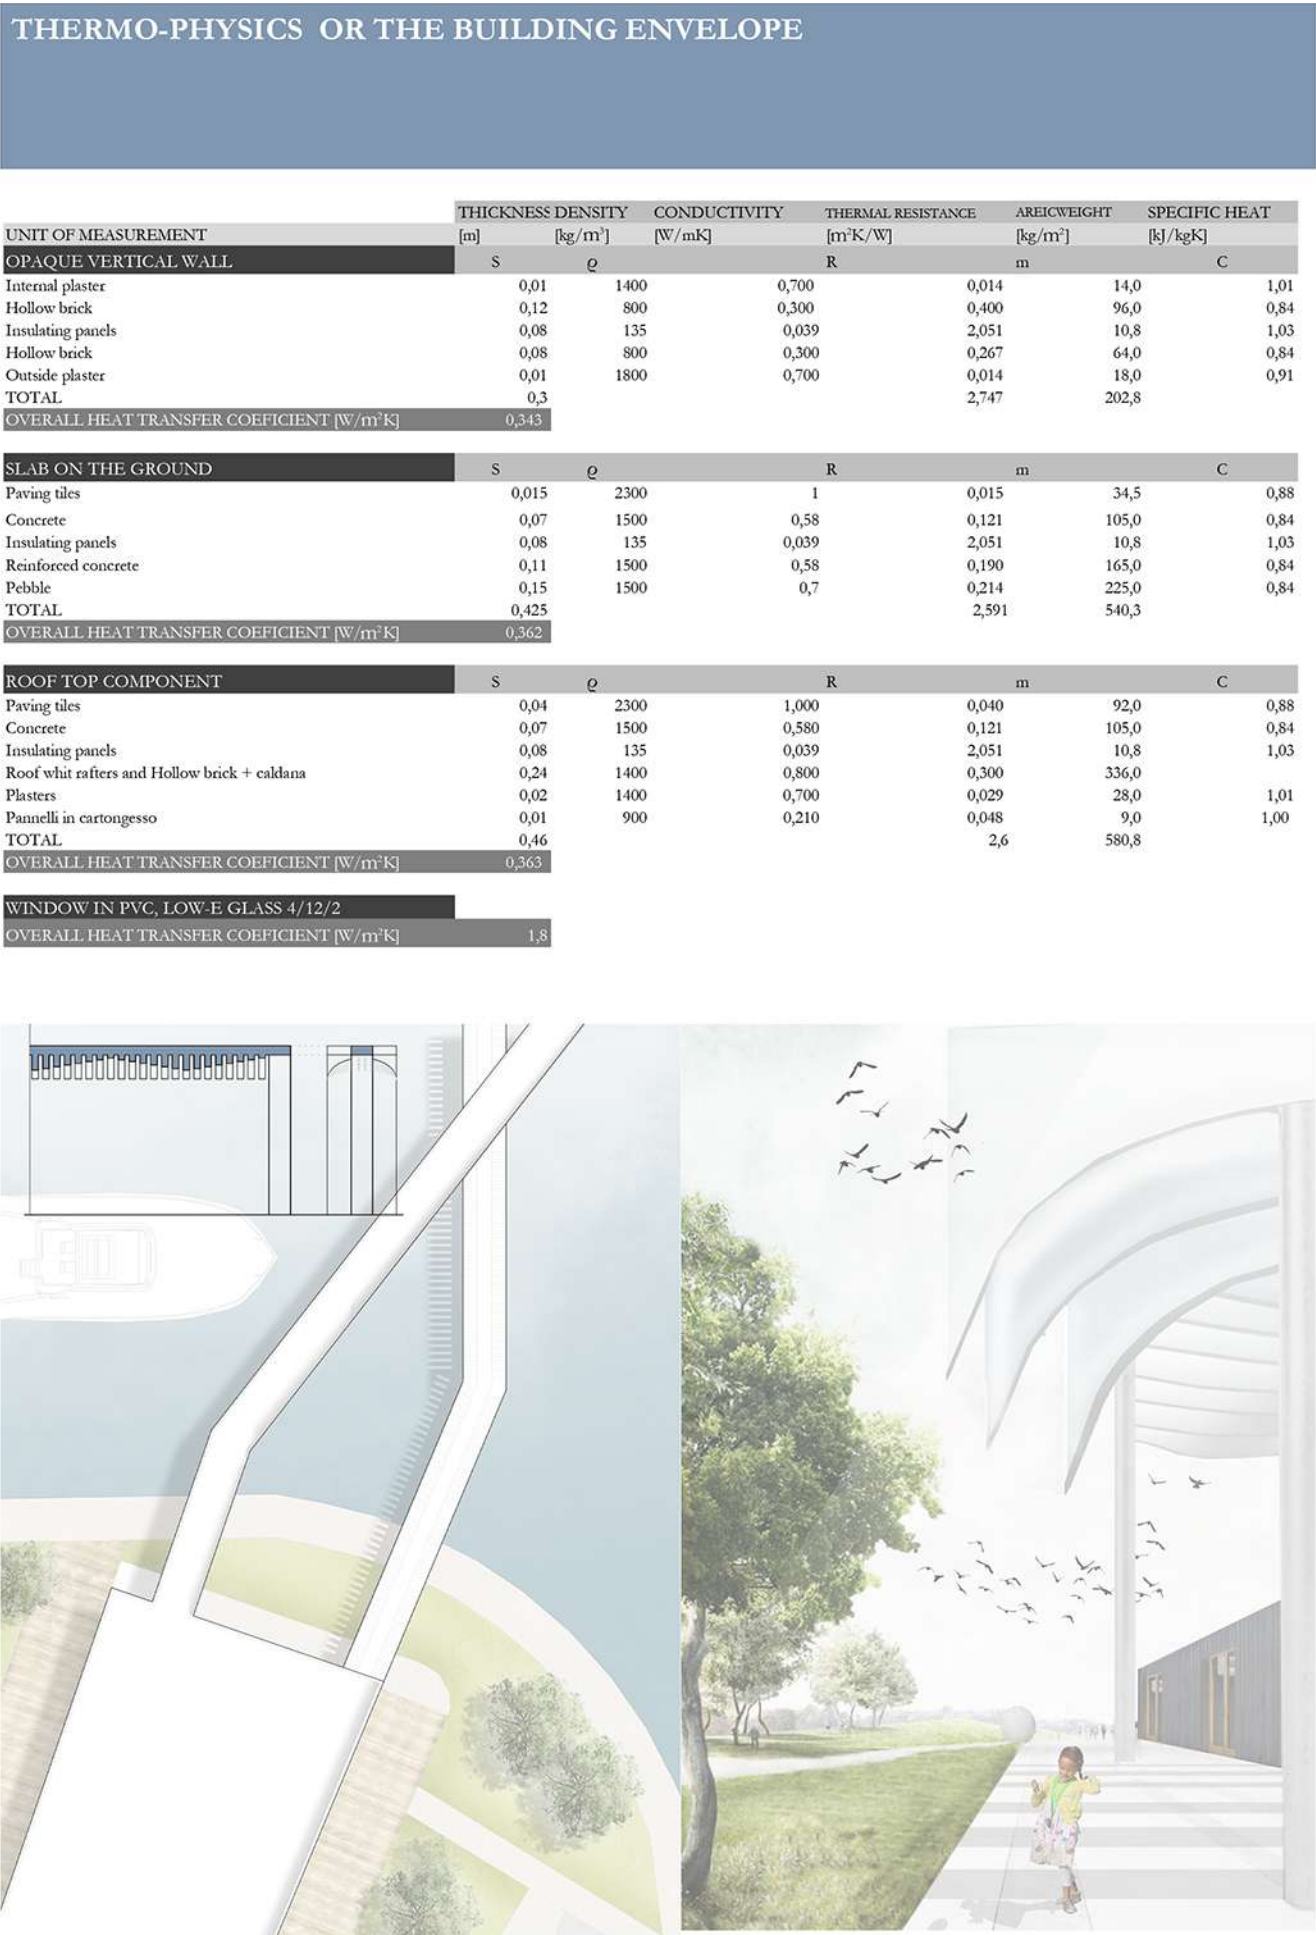 THERMO-PHYSICS OR THE BUILDING ENVELOPE
THICKNESS DENSITY CONDUCTIVITY THERMAL RESISTANCE AREICWEIGHT SPECIFIC HEAT
UNIT OF MEASUREMENT [m] [kg/m³] [W/mK] [m²K/W] [kg/m²] [kJ/kgK]
OPAQUE VERTICAL WALL S ϱ R m C
Internal plaster 0,01 1400 0,700 0,014 14,0 1,01
Hollow brick 0,12 800 0,300 0,400 96,0 0,84
Insulating panels 0,08 135 0,039 2,051 10,8 1,03
Hollow brick 0,08 800 0,300 0,267 64,0 0,84
Outside plaster 0,01 1800 0,700 0,014 18,0 0,91
TOTAL 0,3 2,747 202,8
OVERALL HEAT TRANSFER COEFICIENT [W/m²K] 0,343
SLAB ON THE GROUND S ϱ R m C
Paving tiles 0,015 2300 1 0,015 34,5 0,88
Concrete 0,07 1500 0,58 0,121 105,0 0,84
Insulating panels 0,08 135 0,039 2,051 10,8 1,03
Reinforced concrete 0,11 1500 0,58 0,190 165,0 0,84
Pebble 0,15 1500 0,7 0,214 225,0 0,84
TOTAL 0,425 2,591 540,3
OVERALL HEAT TRANSFER COEFICIENT [W/m²K] 0,362
ROOF TOP COMPONENT S ϱ R m C
Paving tiles 0,04 2300 1,000 0,040 92,0 0,88
Concrete 0,07 1500 0,580 0,121 105,0 0,84
Insulating panels 0,08 135 0,039 2,051 10,8 1,03
Roof whit rafters and Hollow brick + caldana 0,24 1400 0,800 0,300 336,0
Plasters 0,02 1400 0,700 0,029 28,0 1,01
Pannelli in cartongesso 0,01 900 0,210 0,048 9,0 1,00
TOTAL 0,46 2,6 580,8
OVERALL HEAT TRANSFER COEFICIENT [W/m²K] 0,363
WINDOW IN PVC, LOW-E GLASS 4/12/2
OVERALL HEAT TRANSFER COEFICIENT [W/m²K] 1,8